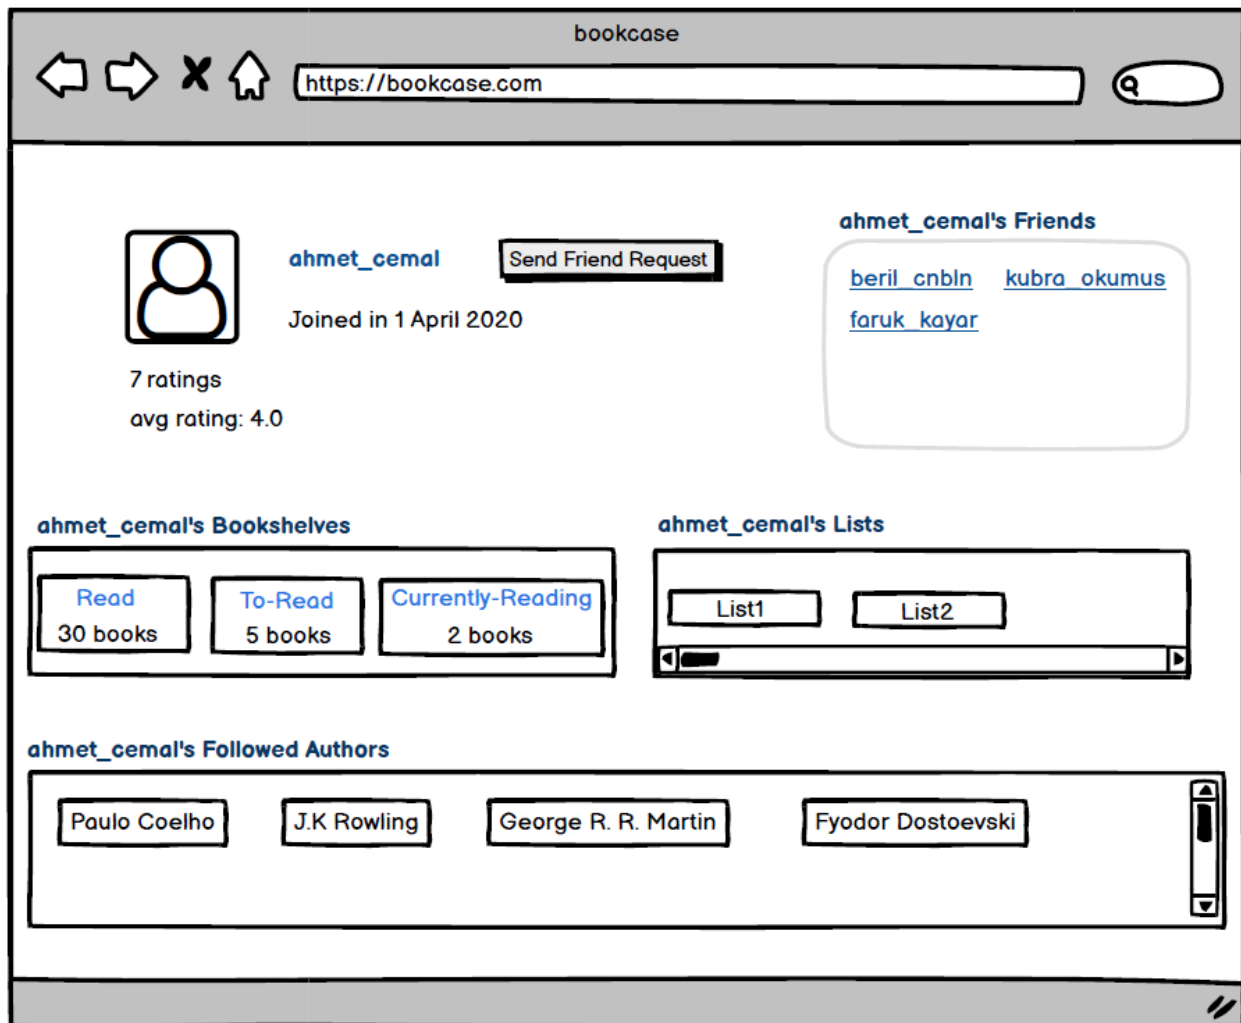 bookcase
https://bookcase.com
ahmet_cemal
Send Friend Request
Joined in 1 April 2020
7 ratings
avg rating: 4.0
ahmet_cemal's Friends
beril_cnbln kubra_okumus
faruk_kayar
ahmet_cemal's Bookshelves
Read
30 books
To-Read
5 books
Currently-Reading
2 books
ahmet_cemal's Lists
List1
List2
ahmet_cemal's Followed Authors
Paulo Coelho
J.K Rowling
George R. R. Martin
Fyodor Dostoevski